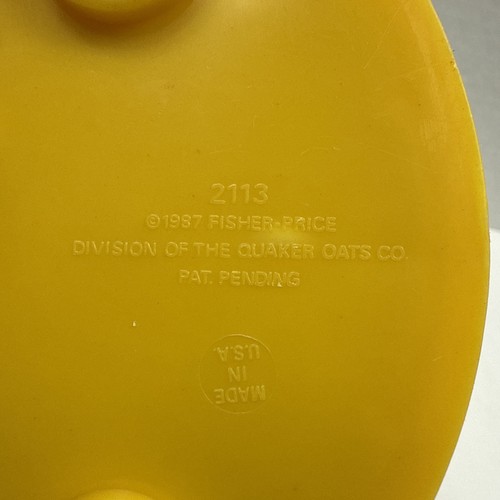 2113
©1987 FISHER-PRICE
DIVISION OF THE QUAKER OATS CO.
PAT. PENDING
MADE
IN
U.S.A.